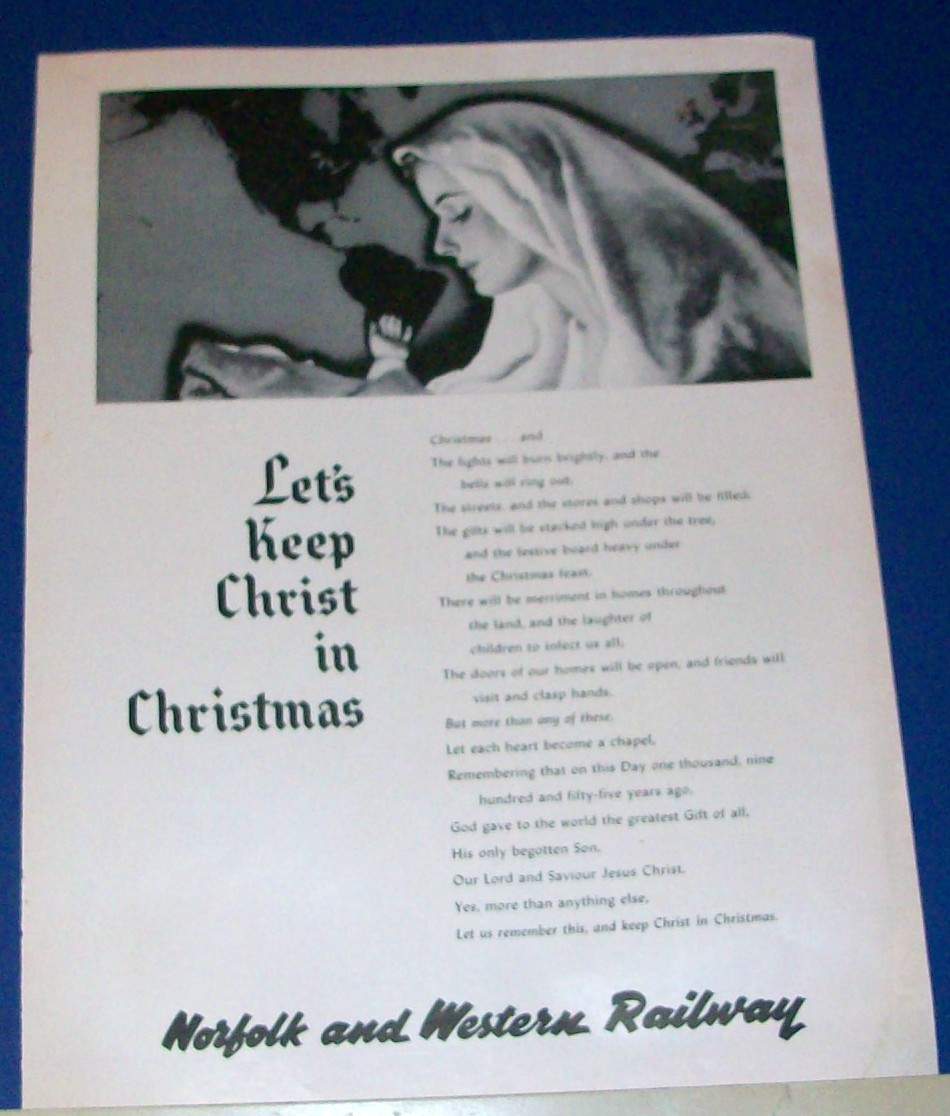 Let's
Keep
Christ
in
Christmas
Christmas . . . and
The lights will burn brightly, and the
bells will ring out;
The streets, and the stores and shops will be filled;
The gifts will be stacked high under the tree,
and the festive board heavy under
the Christmas feast.
There will be merriment in homes throughout
the land, and the laughter of
children to infect us all;
The doors of our homes will be open, and friends will
visit and clasp hands.
But more than any of these,
Let each heart become a chapel,
Remembering that on this Day one thousand, nine
hundred and fifty-five years ago,
God gave to the world the greatest Gift of all,
His only begotten Son,
Our Lord and Saviour Jesus Christ.
Yes, more than anything else,
Let us remember this, and keep Christ in Christmas.
Norfolk and Western Railway